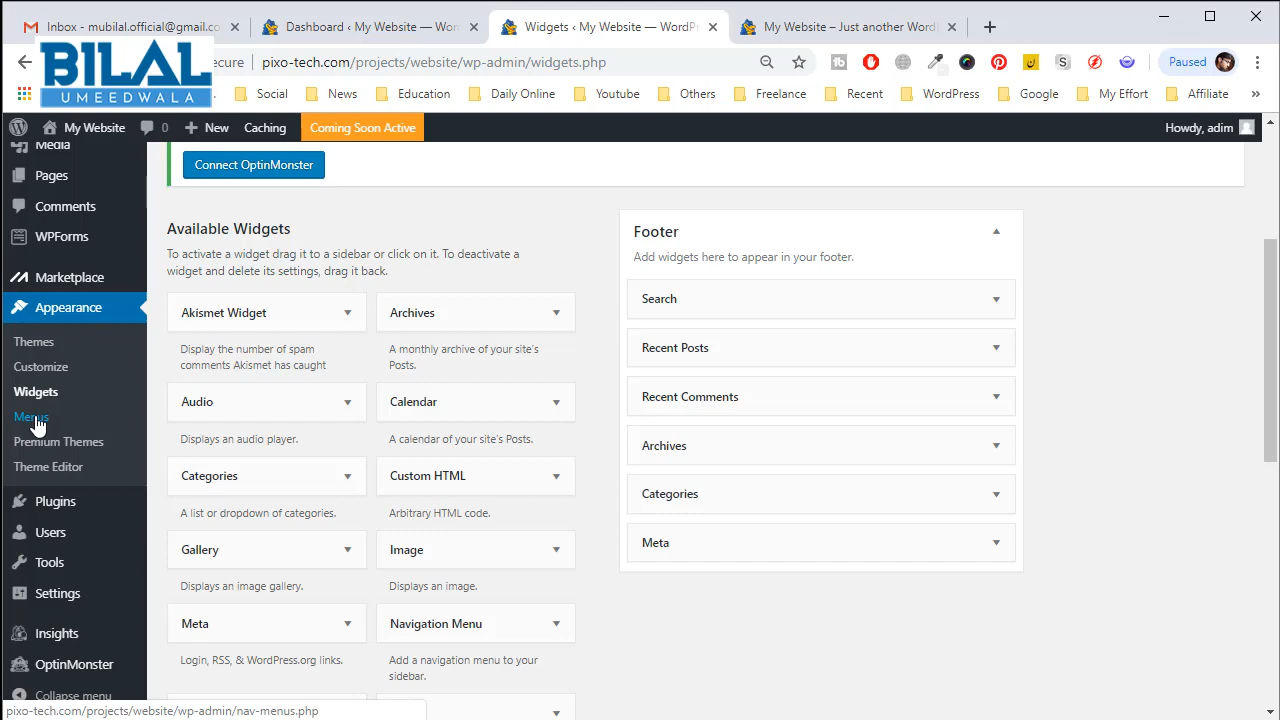 Inbox - mubilal.official@gmail.co
Dashboard ‹ My Website — Wor
Widgets ‹ My Website — WordPr
My Website – Just another Word
BILAL
UMEEDWALA
ecure
pixo-tech.com/projects/website/wp-admin/widgets.php
Paused
Social
News
Education
Daily Online
Youtube
Others
Freelan
Recent
WordPress
Google
My Effort
Affiliate
»
My Website
0
New
Caching
Coming Soon Active
Howdy, adim
Media
Pages
Comments
WPForms
Marketplace
Appearance
Themes
Customize
Widgets
Menus
Premium Themes
Theme Editor
Plugins
Users
Tools
Settings
Insights
OptinMonster
Collapse menu
Connect OptinMonster
Available Widgets
To activate a widget drag it to a sidebar or click on it. To deactivate a
widget and delete its settings, drag it back.
Akismet Widget
Display the number of spam
comments Akismet has caught
Archives
A monthly archive of your site's
Posts.
Audio
Displays an audio player.
Calendar
A calendar of your site's Posts.
Categories
A list or dropdown of categories.
Custom HTML
Arbitrary HTML code.
Gallery
Displays an image gallery.
Image
Displays an image.
Meta
Login, RSS, & WordPress.org links.
Navigation Menu
Add a navigation menu to your
sidebar.
Footer
Add widgets here to appear in your footer.
Search
Recent Posts
Recent Comments
Archives
Categories
Meta
pixo-tech.com/projects/website/wp-admin/nav-menus.php